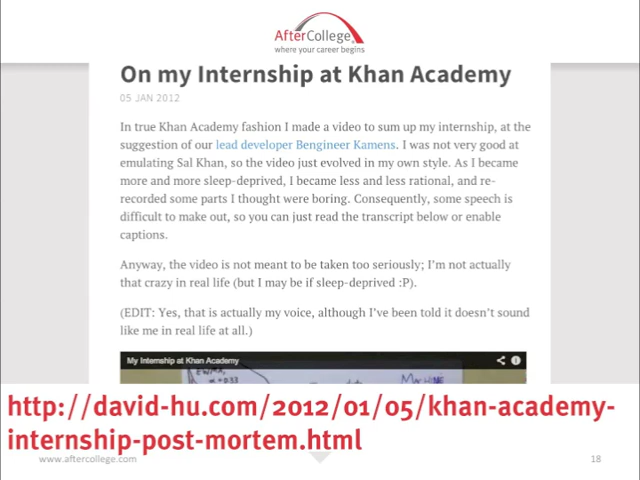 AfterCollege
where your career begins
On my Internship at Khan Academy
05 JAN 2012
In true Khan Academy fashion I made a video to sum up my internship, at the
suggestion of our lead developer Bengineer Kamens. I was not very good at
emulating Sal Khan, so the video just evolved in my own style. As I became
more and more sleep-deprived, I became less and less rational, and re-
recorded some parts I thought were boring. Consequently, some speech is
difficult to make out, so you can just read the transcript below or enable
captions.
Anyway, the video is not meant to be taken too seriously; I'm not actually
that crazy in real life (but I may be if sleep-deprived :P).
(EDIT: Yes, that is actually my voice, although I've been told it doesn't sound
like me in real life at all.)
My Internship at Khan Academy
MACHINE
http://david-hu.com/2012/01/05/khan-academy-
internship-post-mortem.html
www.aftercollege.com
18